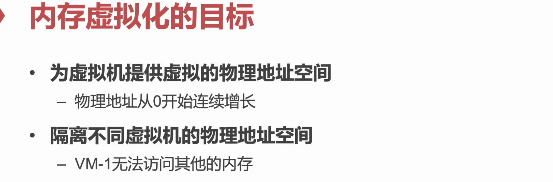 内存虚拟化的目标
• 为虚拟机提供虚拟的物理地址空间
– 物理地址从0开始连续增长
• 隔离不同虚拟机的物理地址空间
– VM-1无法访问其他的内存